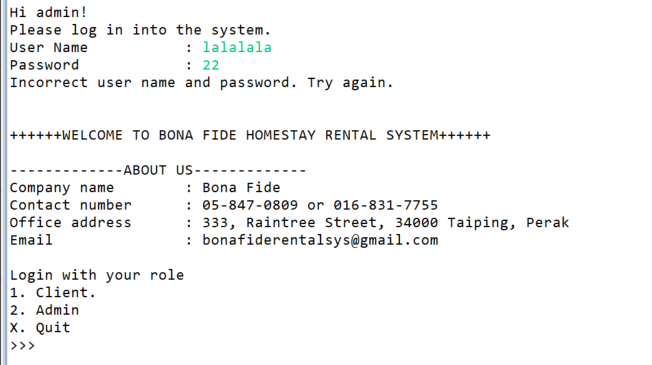 Hi admin!
Please log in into the system.
User Name : lalalala
Password : 22
Incorrect user name and password. Try again.
++++++WELCOME TO BONA FIDE HOMESTAY RENTAL SYSTEM++++++
-------------ABOUT US-------------
Company name : Bona Fide
Contact number : 05-847-0809 or 016-831-7755
Office address : 333, Raintree Street, 34000 Taiping, Perak
Email : bonafiderentalsys@gmail.com
Login with your role
1. Client.
2. Admin
X. Quit
>>>